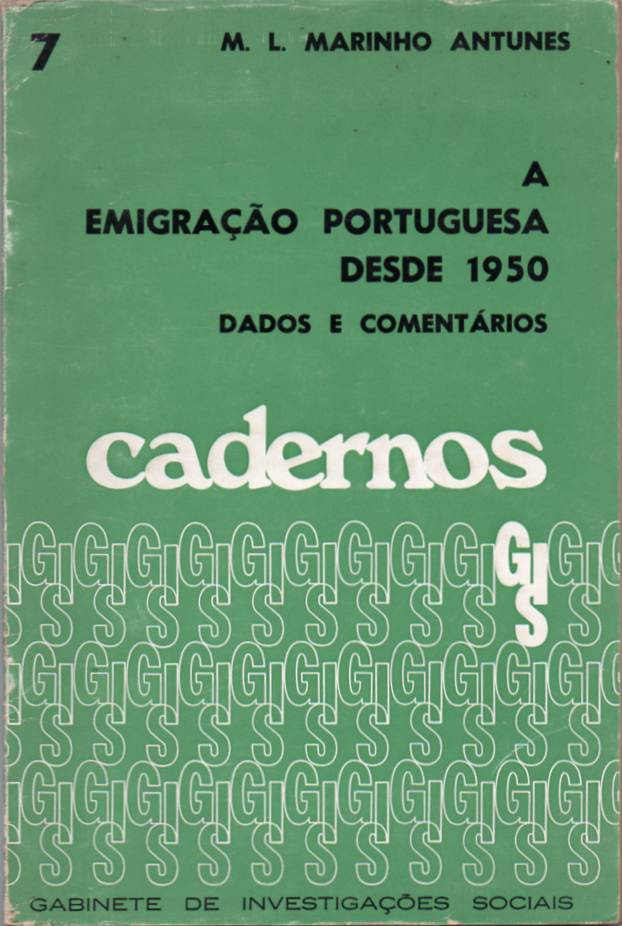 7
M. L. MARINHO ANTUNES
A
EMIGRAÇÃO PORTUGUESA
DESDE 1950
DADOS E COMENTÁRIOS
cadernos
GIS
GABINETE DE INVESTIGAÇÕES SOCIAIS